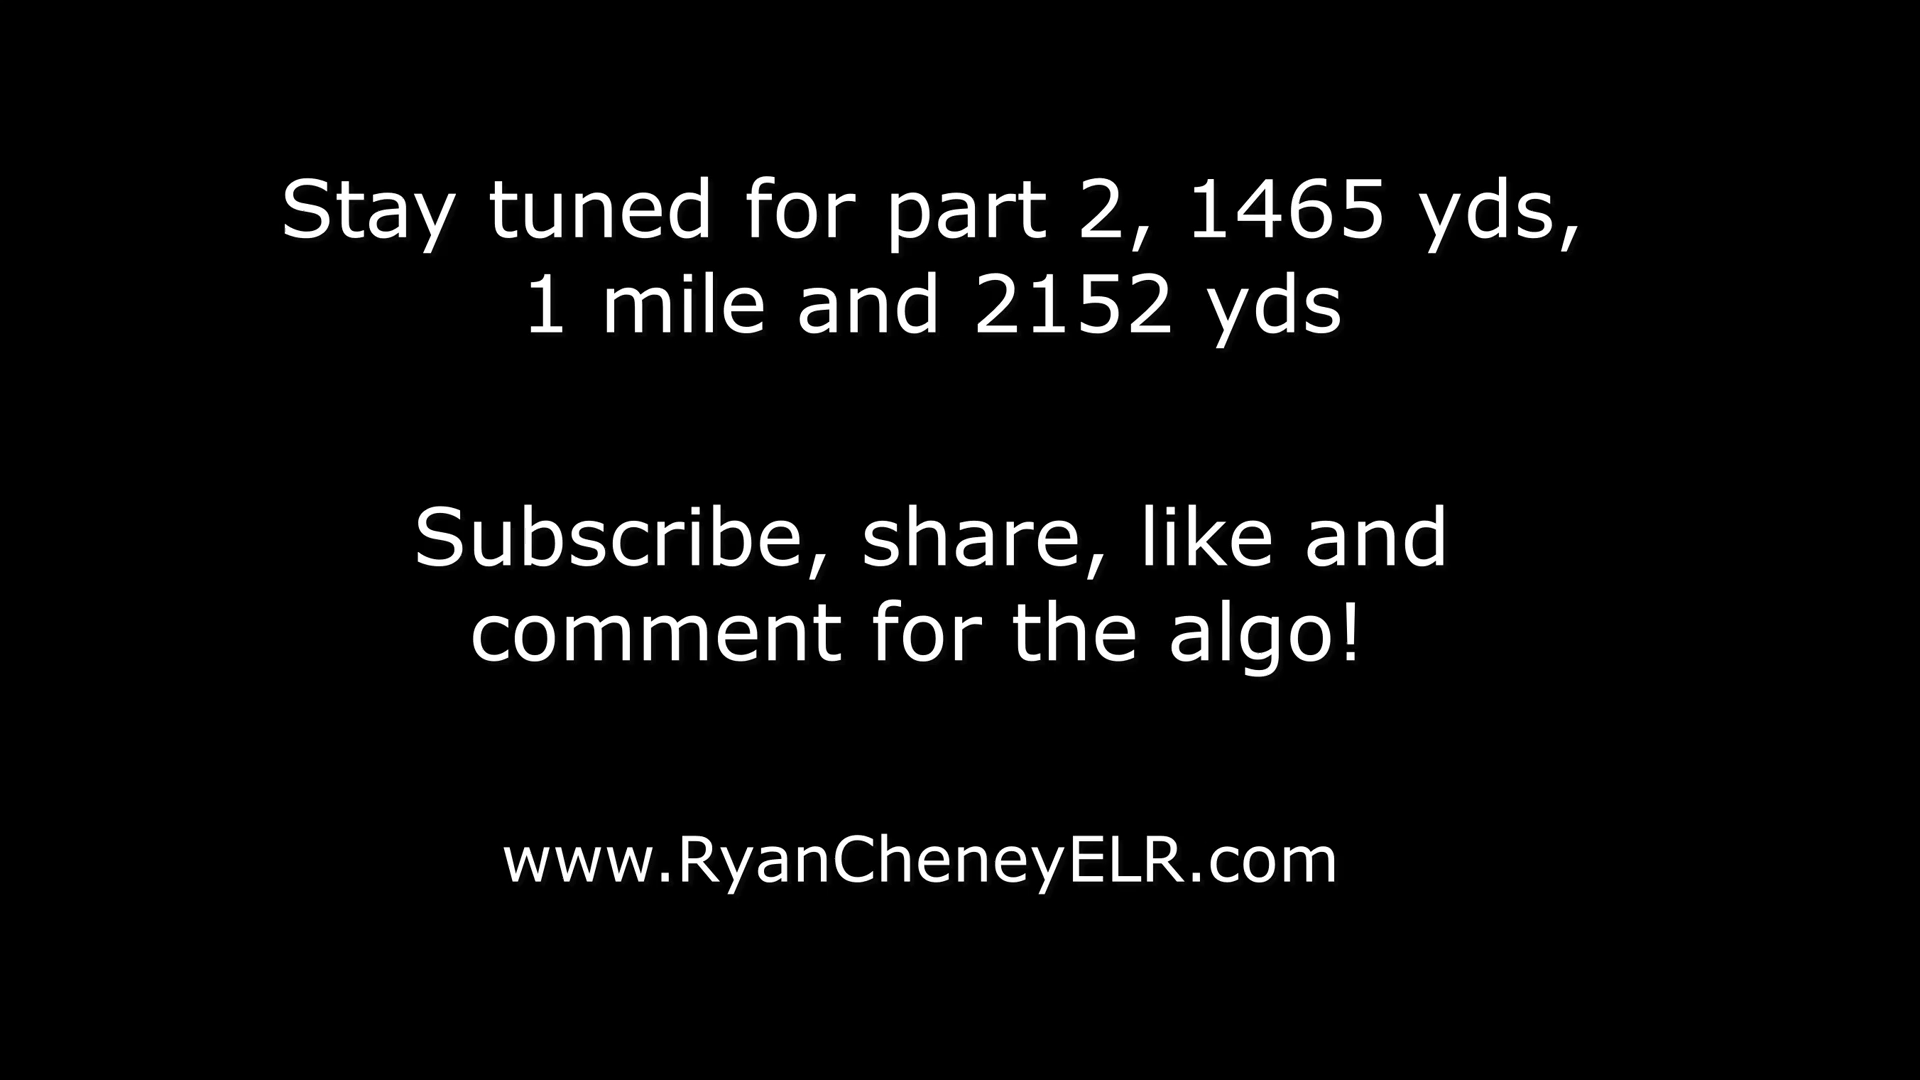 Stay tuned for part 2, 1465 yds,
1 mile and 2152 yds
Subscribe, share, like and
comment for the algo!
www.RyanCheneyELR.com